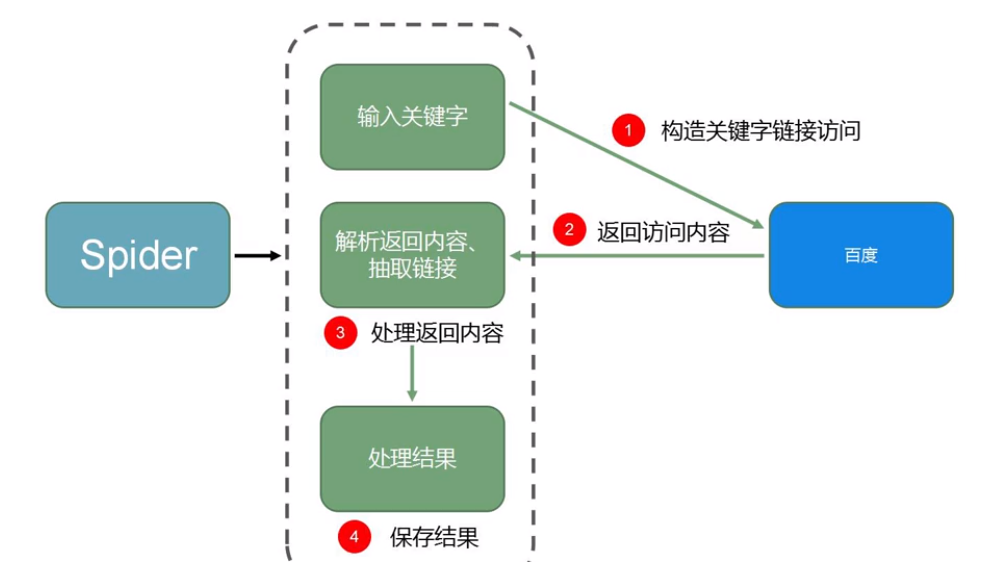 输入关键字
1 构造关键字链接访问
Spider
解析返回内容、
抽取链接
2 返回访问内容
百度
3 处理返回内容
处理结果
4 保存结果